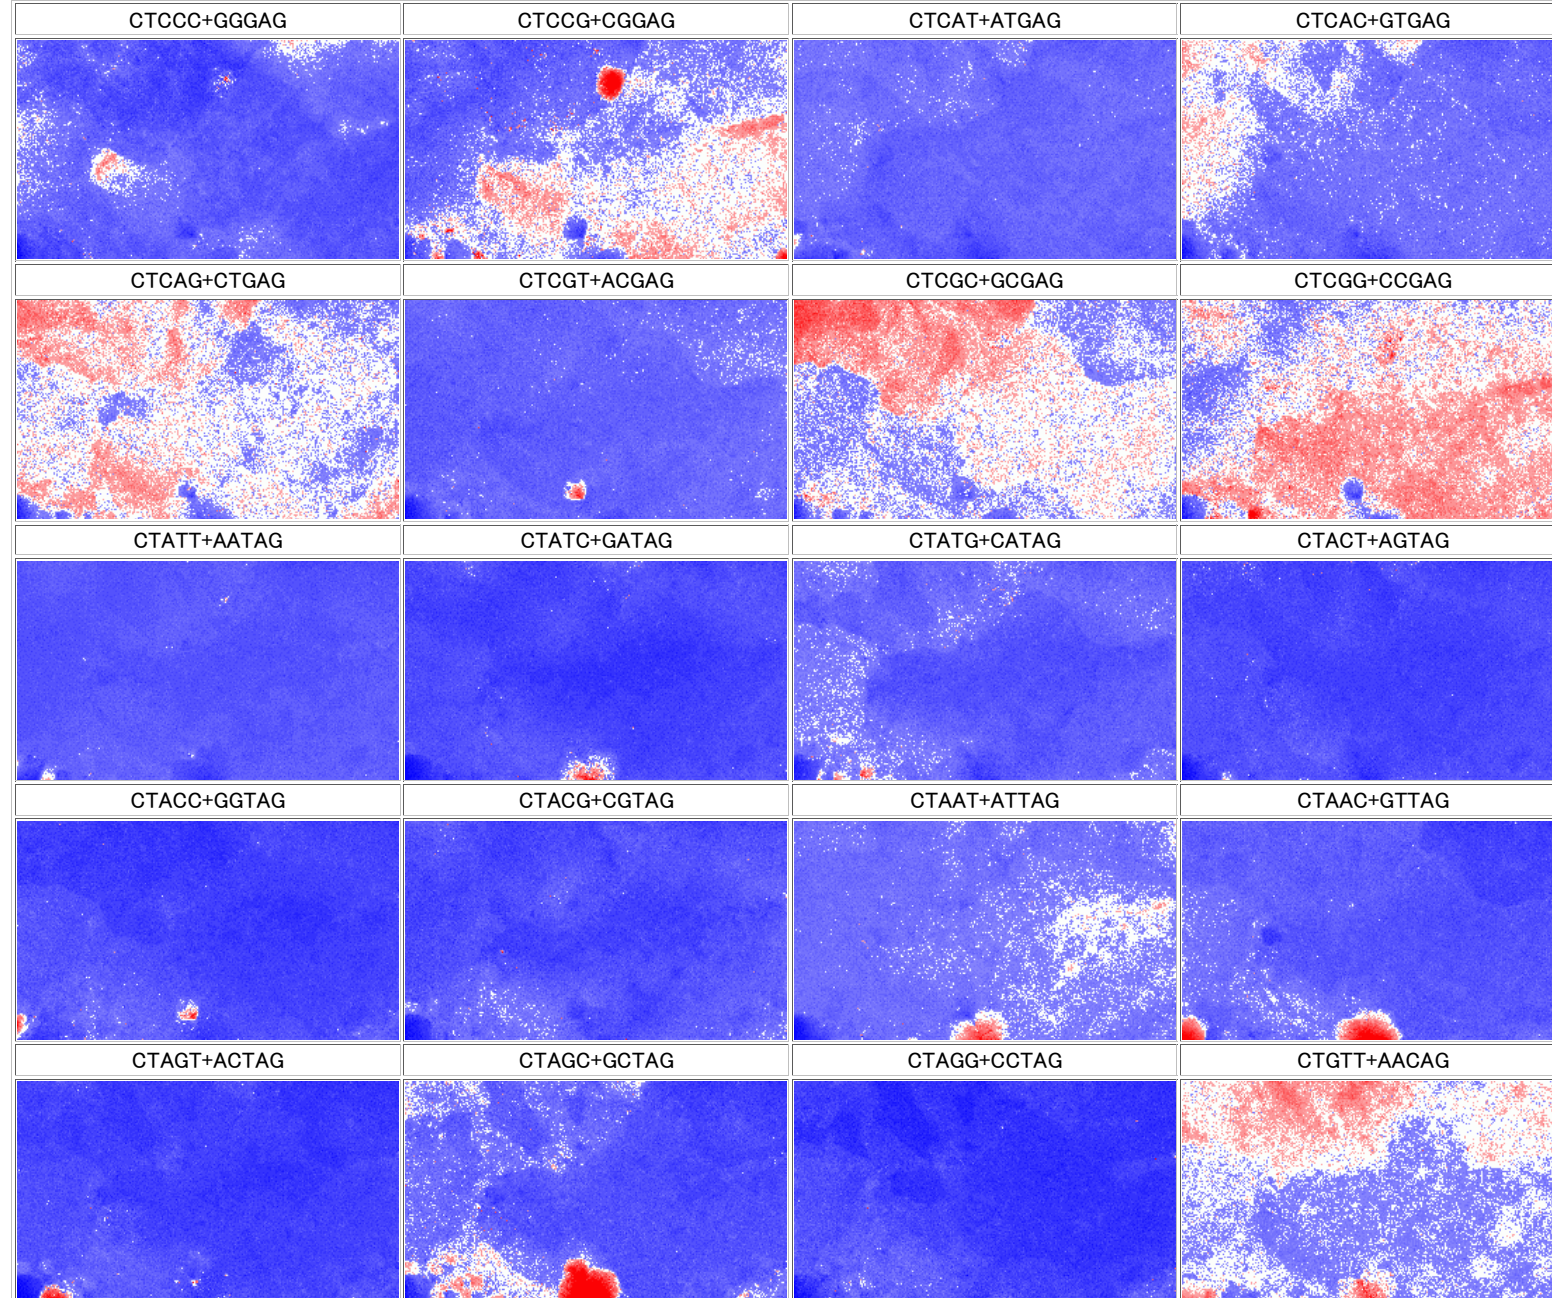 CTCCC+GGGAG CTCCG+CGGAG CTCAT+ATGAG CTCAC+GTGAG
CTCAG+CTGAG CTCGT+ACGAG CTCGC+GCGAG CTCGG+CCGAG
CTATT+AATAG CTATC+GATAG CTATG+CATAG CTACT+AGTAG
CTACC+GGTAG CTACG+CGTAG CTAAT+ATTAG CTAAC+GTTAG
CTAGT+ACTAG CTAGC+GCTAG CTAGG+CCTAG CTGTT+AACAG